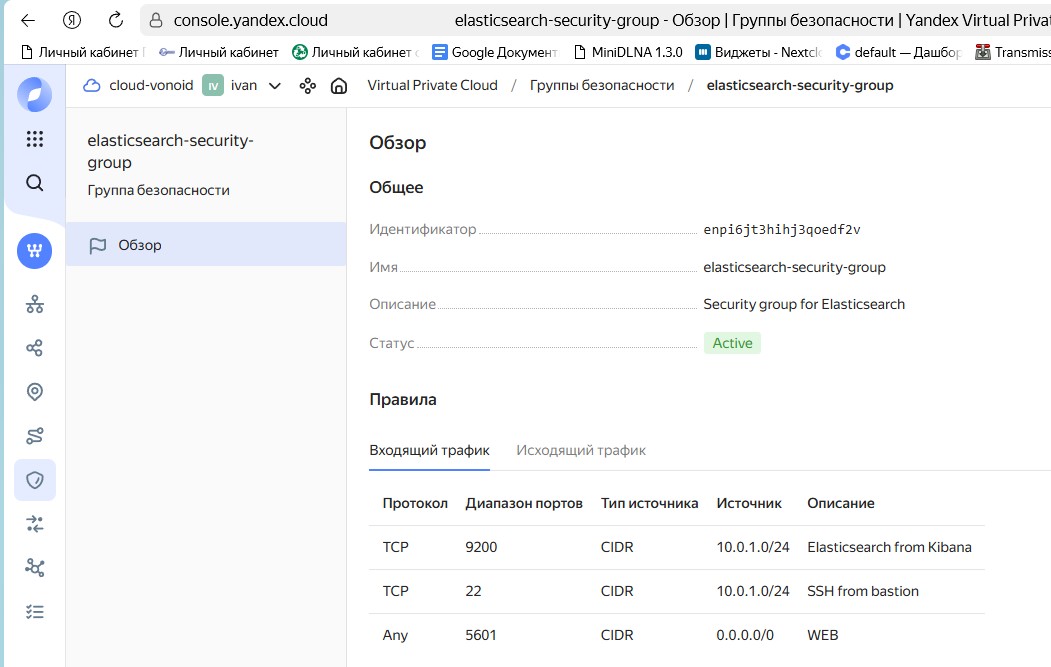 console.yandex.cloud elasticsearch-security-group - Обзор | Группы безопасности | Yandex Virtual
Личный кабинет Личный кабинет Личный кабинет Google Документ MiniDLNA 1.3.0 Виджеты - Nextcl default — Дашбор Transmiss
cloud-vonoid IV ivan Virtual Private Cloud / Группы безопасности / elasticsearch-security-group
elasticsearch-security-
group
Группа безопасности
Обзор
Обзор
Общее
Идентификатор enpi6jt3hihj3qoedf2v
Имя elasticsearch-security-group
Описание Security group for Elasticsearch
Статус Active
Правила
Входящий трафик Исходящий трафик
Протокол Диапазон портов Тип источника Источник Описание
TCP 9200 CIDR 10.0.1.0/24 Elasticsearch from Kibana
TCP 22 CIDR 10.0.1.0/24 SSH from bastion
Any 5601 CIDR 0.0.0.0/0 WEB